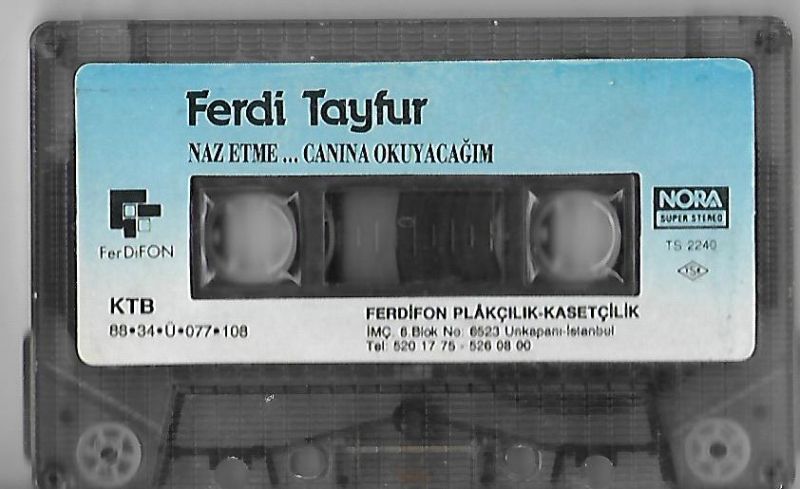 Ferdi Tayfur
NAZ ETME ... CANINA OKUYACAĞIM
FerDiFON
NORA
SUPER STEREO
TS 2240
TSE
KTB
88•34•Ü•077•108
FERDİFON PLÂKÇILIK-KASETÇİLİK
İMÇ. 6.Blok No: 6523 Unkapanı-İstanbul
Tel: 520 17 75 - 526 08 00